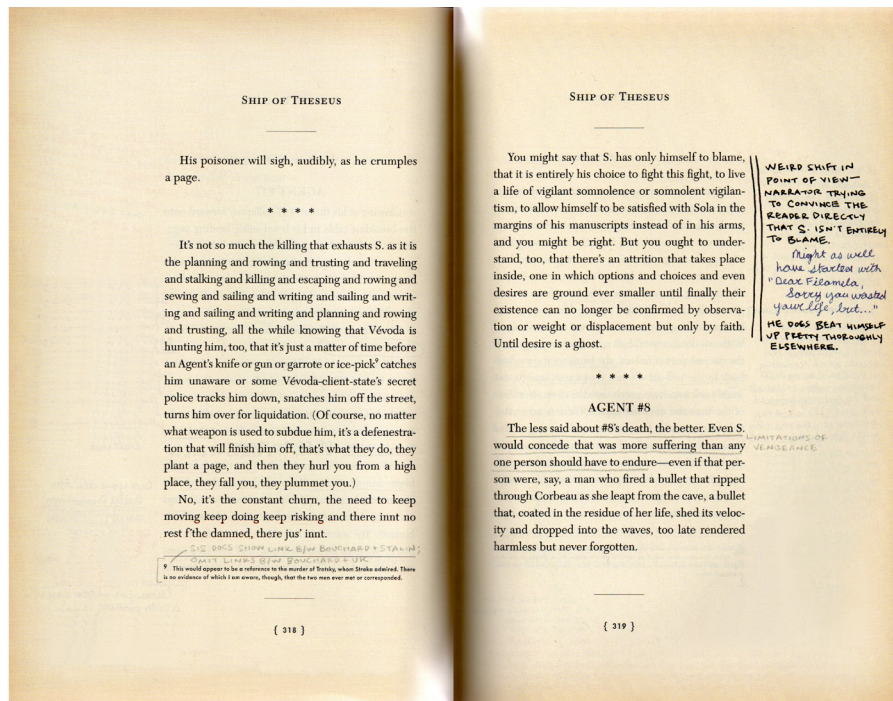 SHIP OF THESEUS
His poisoner will sigh, audibly, as he crumples
a page.
* * * *
It's not so much the killing that exhausts S. as it is
the planning and rowing and trusting and traveling
and stalking and killing and escaping and rowing and
sewing and sailing and writing and sailing and writ-
ing and sailing and writing and planning and rowing
and trusting, all the while knowing that Vévoda is
hunting him, too, that it's just a matter of time before
an Agent's knife or gun or garrote or ice-pick⁹ catches
him unaware or some Vévoda-client-state's secret
police tracks him down, snatches him off the street,
turns him over for liquidation. (Of course, no matter
what weapon is used to subdue him, it's a defenestra-
tion that will finish him off, that's what they do, they
plant a page, and then they hurl you from a high
place, they fall you, they plummet you.)
No, it's the constant churn, the need to keep
moving keep doing keep risking and there innt no
rest f'the damned, there jus' innt.
SIS DOCS SHOW LINK B/W BOUCHARD + STALIN;
OMIT LINKS B/W BOUCHARD + UK
9 This would appear to be a reference to the murder of Trotsky, whom Straka admired. There
is no evidence of which I am aware, though, that the two men ever met or corresponded.
{ 318 }
SHIP OF THESEUS
You might say that S. has only himself to blame,
that it is entirely his choice to fight this fight, to live
a life of vigilant somnolence or somnolent vigilan-
tism, to allow himself to be satisfied with Sola in the
margins of his manuscripts instead of in his arms,
and you might be right. But you ought to under-
stand, too, that there's an attrition that takes place
inside, one in which options and choices and even
desires are ground ever smaller until finally their
existence can no longer be confirmed by observa-
tion or weight or displacement but only by faith.
Until desire is a ghost.
WEIRD SHIFT IN
POINT OF VIEW—
NARRATOR TRYING
TO CONVINCE THE
READER DIRECTLY
THAT S. ISN'T ENTIRELY
TO BLAME.
Might as well
have started with
"Dear Filomela,
Sorry you wasted
your life, but..."
HE DOES BEAT HIMSELF
UP PRETTY THOROUGHLY
ELSEWHERE.
* * * *
AGENT #8
The less said about #8's death, the better. Even S.
would concede that was more suffering than any
one person should have to endure—even if that per-
son were, say, a man who fired a bullet that ripped
through Corbeau as she leapt from the cave, a bullet
that, coated in the residue of her life, shed its veloc-
ity and dropped into the waves, too late rendered
harmless but never forgotten.
LIMITATIONS OF
VENGEANCE
{ 319 }